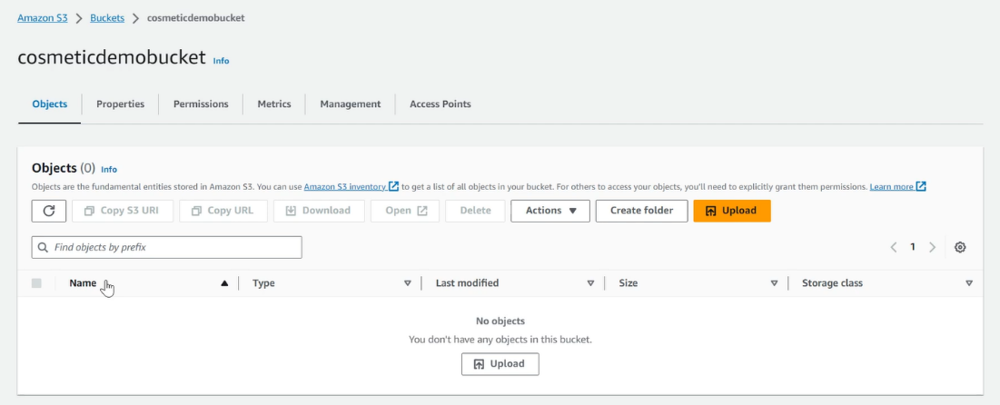 Amazon S3 > Buckets > cosmeticdemobucket
cosmeticdemobucket Info
Objects Properties Permissions Metrics Management Access Points
Objects (0) Info
Objects are the fundamental entities stored in Amazon S3. You can use Amazon S3 inventory to get a list of all objects in your bucket. For others to access your objects, you'll need to explicitly grant them permissions. Learn more
Copy S3 URI Copy URL Download Open Delete Actions Create folder Upload
Find objects by prefix < 1 >
Name Type Last modified Size Storage class
No objects
You don't have any objects in this bucket.
Upload